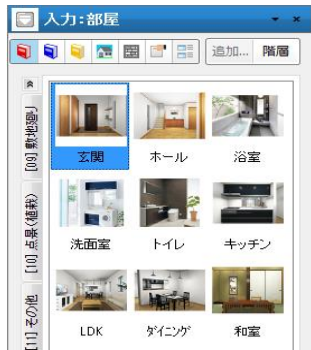 入力:部屋
追加... 階層
[09] 敷地廻り
[10] 点景(植栽)
[11] その他
玄関 ホール 浴室
洗面室 トイレ キッチン
LDK ダイニング 和室